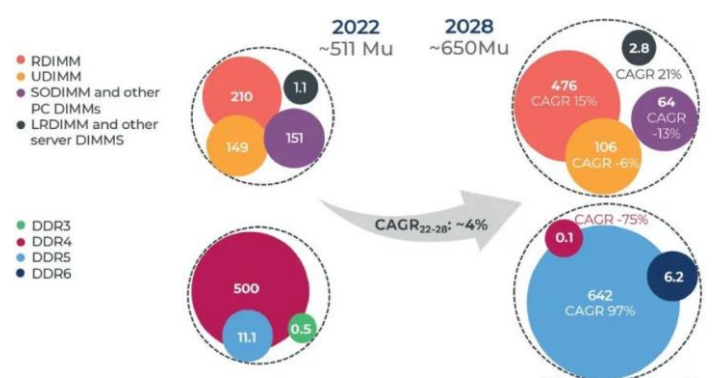 2022
~511 Mu
2028
~650Mu
RDIMM
UDIMM
SODIMM and other
PC DIMMs
LRDIMM and other
server DIMMS
210
1.1
149
151
2.8
CAGR 21%
476
CAGR 15%
64
CAGR
-13%
106
CAGR -6%
CAGR22-28: ~4%
DDR3
DDR4
DDR5
DDR6
500
11.1
0.5
CAGR -75%
0.1
6.2
642
CAGR 97%